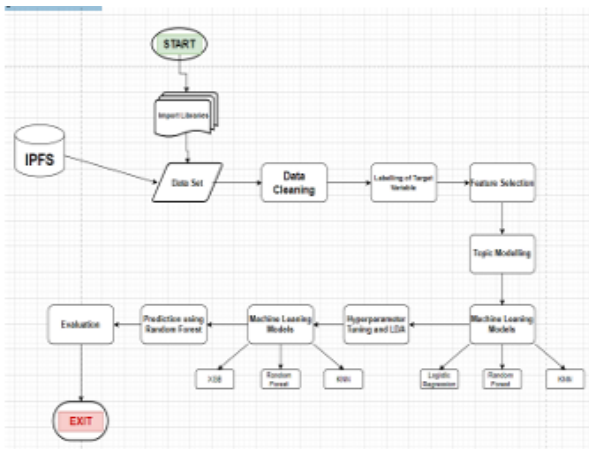 START
Import Libraries
IPFS
Data Set
Data
Cleaning
Labelling of Target
Variable
Feature Selection
Topic Modelling
Evaluation
Prediction using
Random Forest
Machine Leaning
Models
Hyperparameter
Tuning and LDA
Machine Learning
Models
XGB
Random
Forest
KNN
Logistic
Regression
Random
Forest
KNN
EXIT